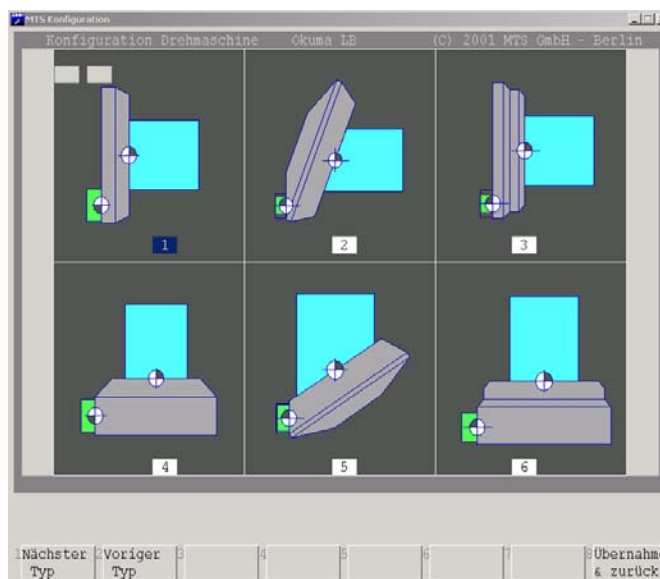 MTS Konfiguration
Konfiguration Drehmaschine Okuma LB (C) 2001 MTS GmbH - Berlin
1 2 3
4 5 6
1 Nächster Typ
2 Voriger Typ
3
4
5
6
7
8 Übernahm & zurück